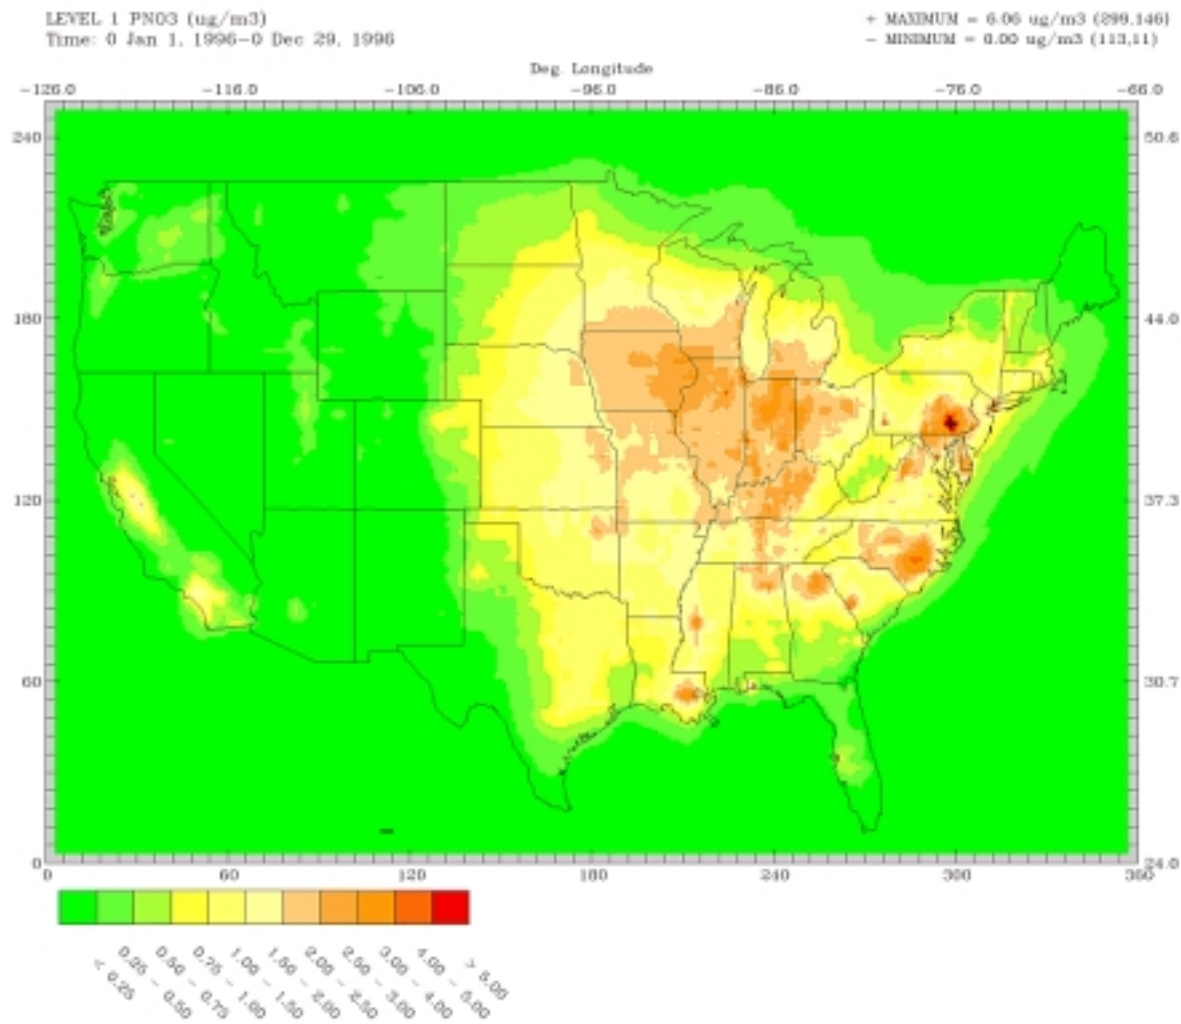 LEVEL 1 PNO3 (ug/m3)
Time: 0 Jan 1, 1996-0 Dec 29, 1996
+ MAXIMUM = 6.06 ug/m3 (299,146)
- MINIMUM = 0.00 ug/m3 (113,11)
Deg. Longitude
-126.0 -116.0 -106.0 -96.0 -86.0 -76.0 -66.0
240 50.6
180 44.0
120 37.3
60 30.7
0 24.0
0 60 120 180 240 300 360
< 0.25
0.25 - 0.50
0.50 - 0.75
0.75 - 1.00
1.00 - 1.50
1.50 - 2.00
2.00 - 2.50
2.50 - 3.00
3.00 - 4.00
4.00 - 5.00
> 5.00